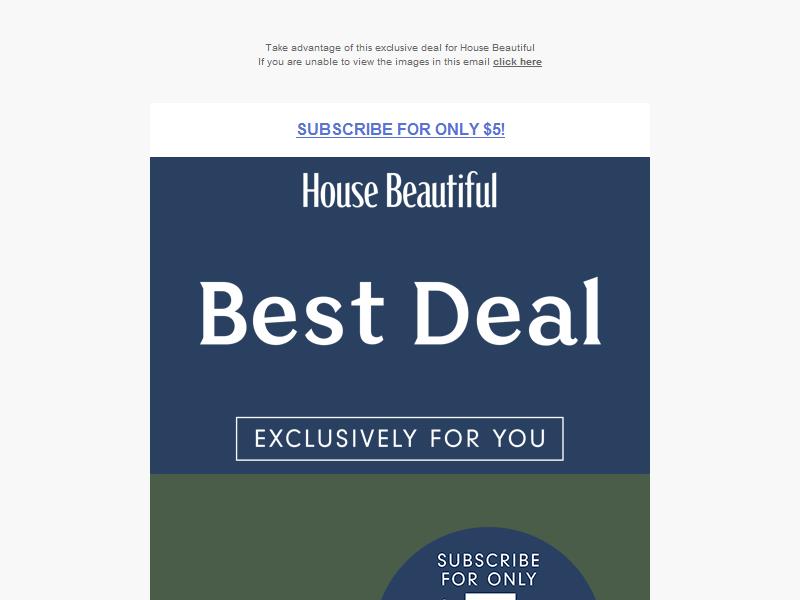 Take advantage of this exclusive deal for House Beautiful
If you are unable to view the images in this email click here
SUBSCRIBE FOR ONLY $5!
House Beautiful
Best Deal
EXCLUSIVELY FOR YOU
SUBSCRIBE
FOR ONLY